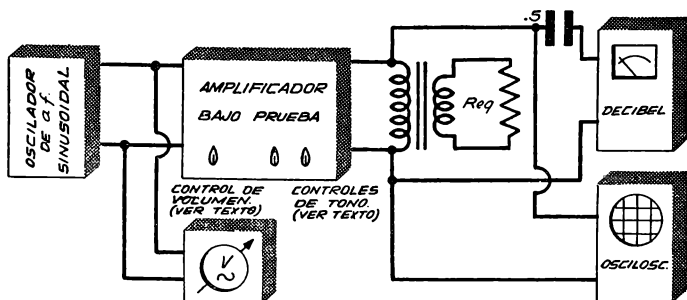 .5
OSCILADOR
DE a f.
SINUSOIDAL
AMPLIFICADOR
BAJO PRUEBA
CONTROL DE
VOLUMEN.
(VER TEXTO)
CONTROLES
DE TONO.
(VER TEXTO)
Req
DECIBEL
OSCILOSC.
V
~